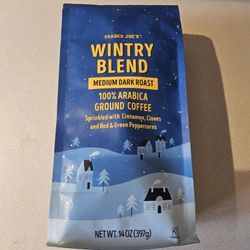 TRADER JOE'S
WINTRY
BLEND
MEDIUM DARK ROAST
100% ARABICA
GROUND COFFEE
Sprinkled with Cinnamon, Cloves
and Red & Green Peppercorns
NET WT. 14 OZ (397g)